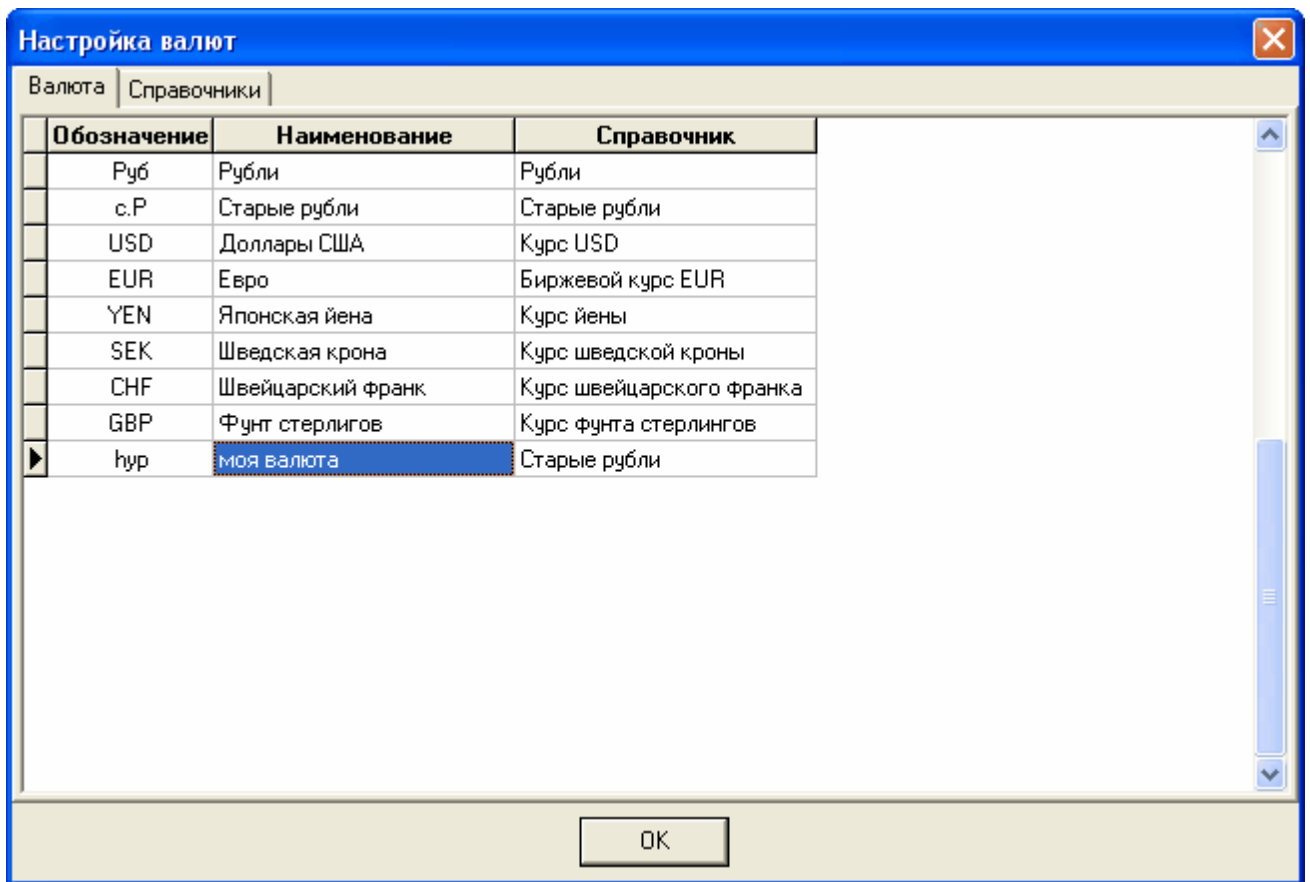 Настройка валют
Валюта Справочники
Обозначение Наименование Справочник
Руб Рубли Рубли
с.Р Старые рубли Старые рубли
USD Доллары США Курс USD
EUR Евро Биржевой курс EUR
YEN Японская йена Курс йены
SEK Шведская крона Курс шведской кроны
CHF Швейцарский франк Курс швейцарского франка
GBP Фунт стерлигов Курс фунта стерлингов
hyp моя валюта Старые рубли
OK